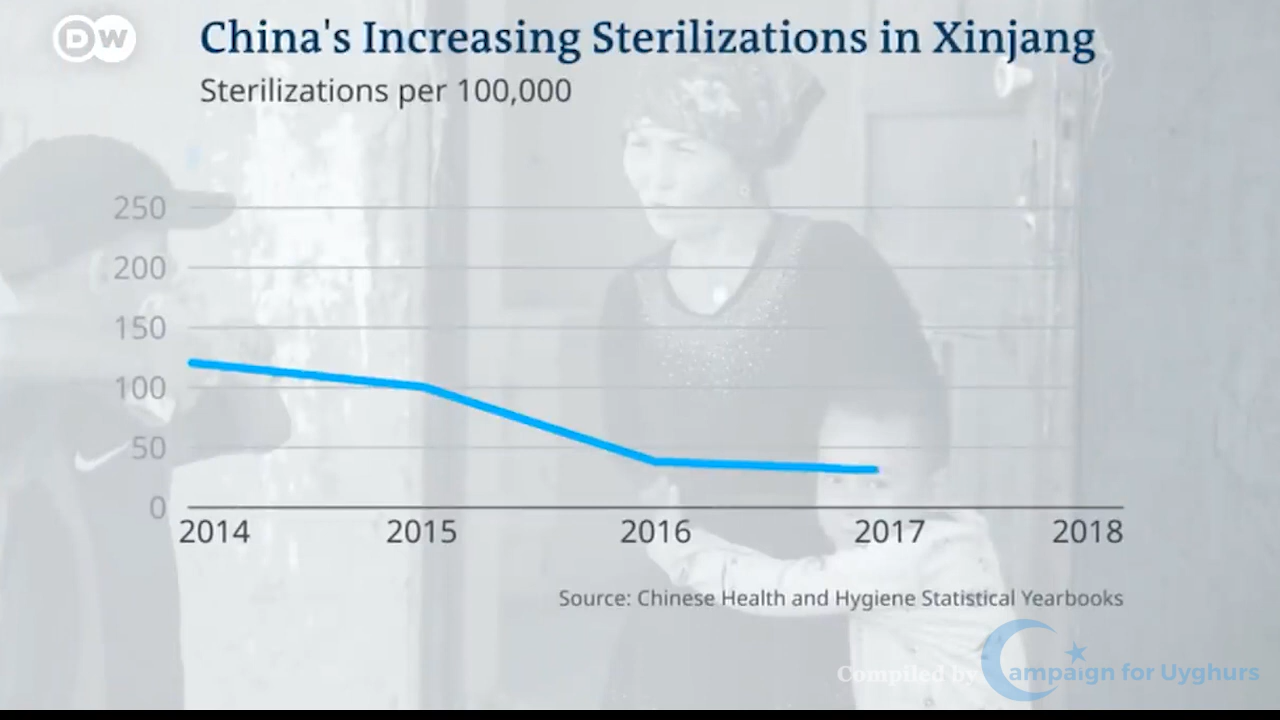 DW
China's Increasing Sterilizations in Xinjang
Sterilizations per 100,000
250
200
150
100
50
0
2014 2015 2016 2017 2018
Source: Chinese Health and Hygiene Statistical Yearbooks
Compiled by
Campaign for Uyghurs